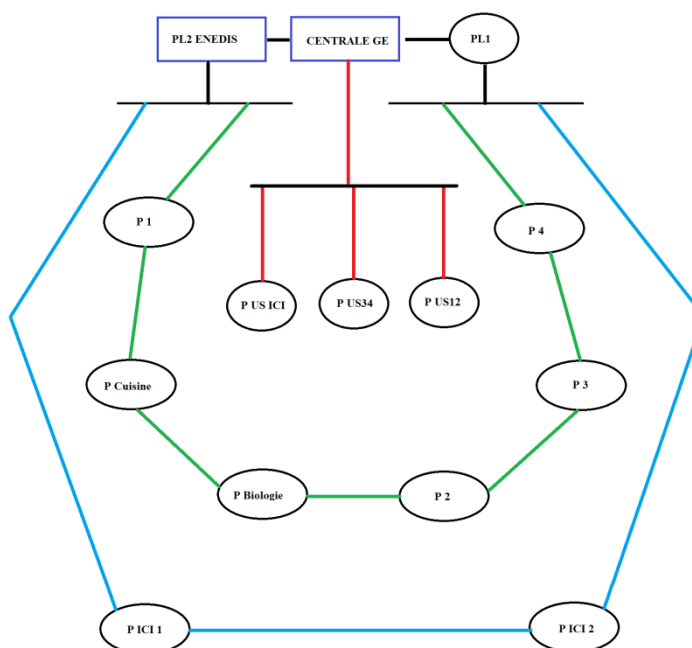 PL2 ENEDIS
CENTRALE GE
PL1
P 1
P 4
P US ICI
P US34
P US12
P Cuisine
P 3
P Biologie
P 2
P ICI 1
P ICI 2